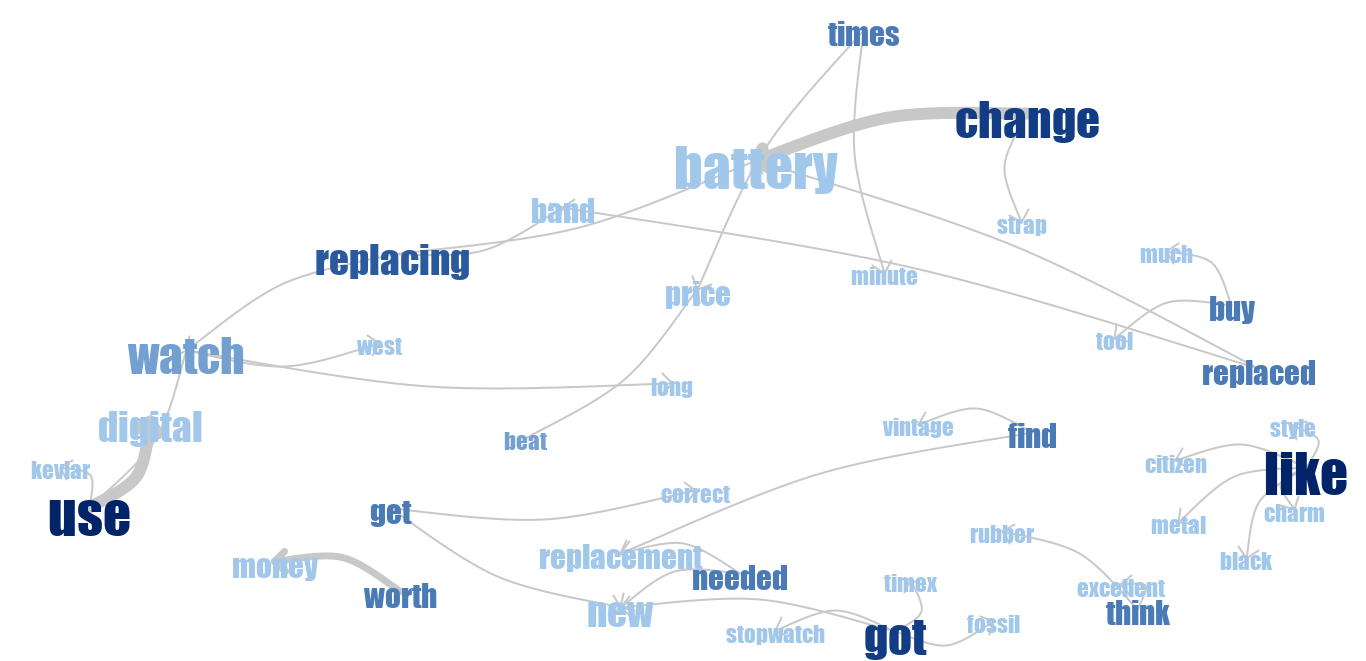 times
change
battery
band
strap
replacing
much
minute
price
buy
tool
west
watch
replaced
long
digital
vintage
find
style
beat
citizen
kevlar
like
correct
get
use
charm
metal
rubber
replacement
black
money
needed
timex
excellent
worth
new
think
stopwatch
got
fossil